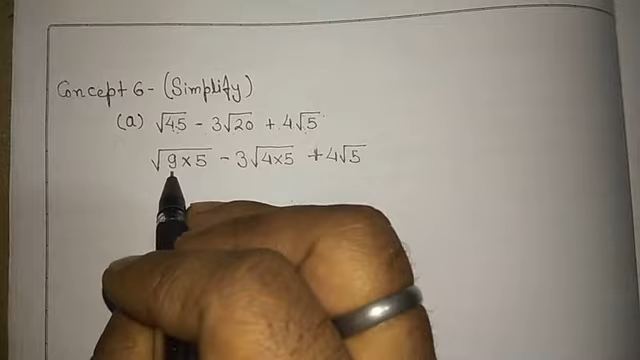 Concept 6 - (Simplify)
(a) √45 - 3√20 + 4√5
√9×5 - 3√4×5 + 4√5